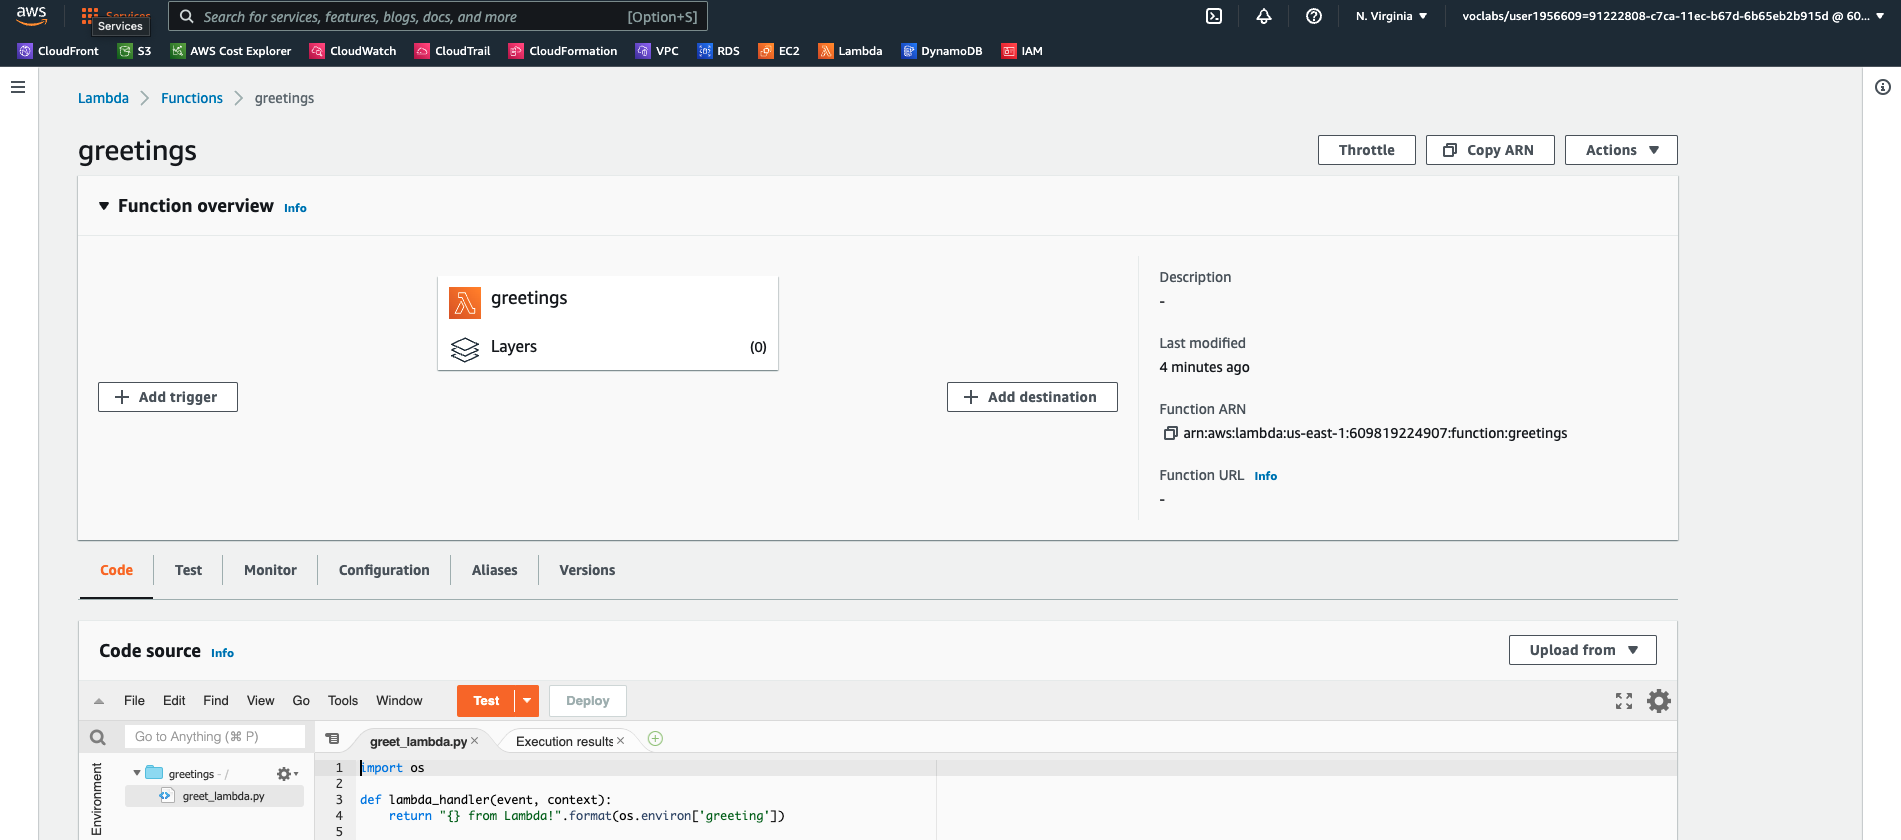 aws
Services
Search for services, features, blogs, docs, and more [Option+S]
N. Virginia
voclabs/user1956609=91222808-c7ca-11ec-b67d-6b65eb2b915d @ 60...
Services
CloudFront S3 AWS Cost Explorer CloudWatch CloudTrail CloudFormation VPC RDS EC2 Lambda DynamoDB IAM
Lambda Functions greetings
greetings
Throttle Copy ARN Actions
Function overview Info
greetings
Layers (0)
Add trigger
Add destination
Description
-
Last modified
4 minutes ago
Function ARN
arn:aws:lambda:us-east-1:609819224907:function:greetings
Function URL Info
-
Code Test Monitor Configuration Aliases Versions
Code source Info
Upload from
File Edit Find View Go Tools Window Test Deploy
Go to Anything (⌘ P)
greet_lambda.py × Execution results ×
Environment
greetings - /
greet_lambda.py
1 import os
2
3 def lambda_handler(event, context):
4 return "{} from Lambda!".format(os.environ['greeting'])
5